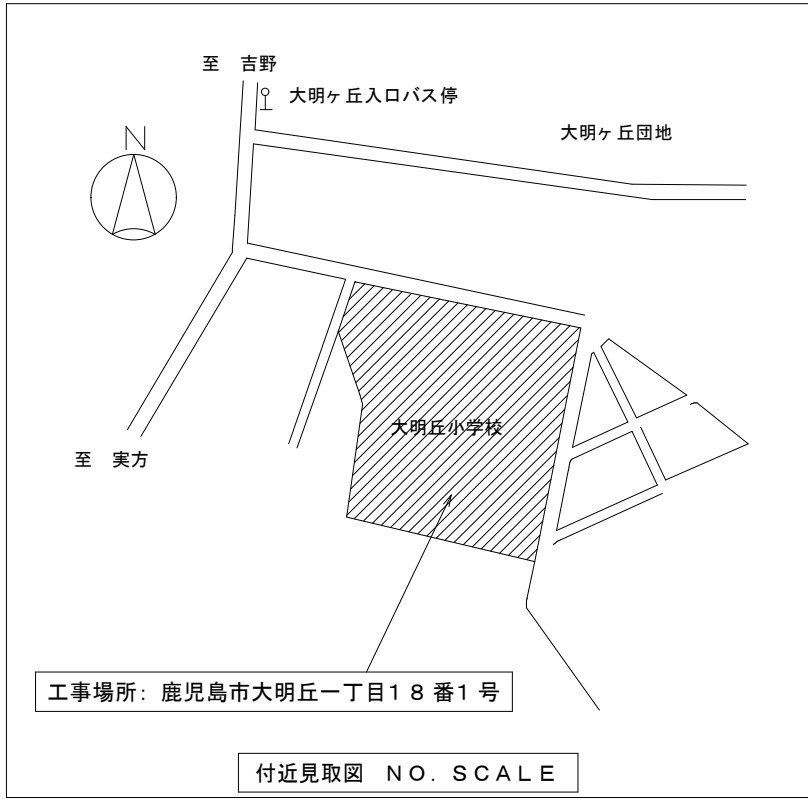 至　吉野
大明ヶ丘入口バス停
大明ヶ丘団地
N
大明丘小学校
至　実方
工事場所：鹿児島市大明丘一丁目１８番１号
付近見取図　ＮＯ．ＳＣＡＬＥ